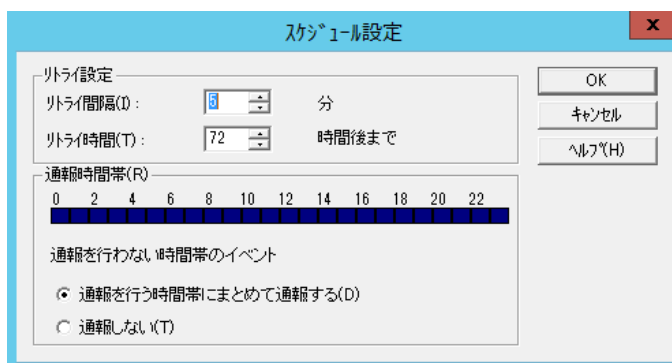 スケジュール設定
x
リトライ設定
リトライ間隔(I) : 5 分
リトライ時間(T) : 72 時間後まで
OK
キャンセル
ヘルプ(H)
通報時間帯(R)
0 2 4 6 8 10 12 14 16 18 20 22
通報を行わない時間帯のイベント
通報を行う時間帯にまとめて通報する(D)
通報しない(T)